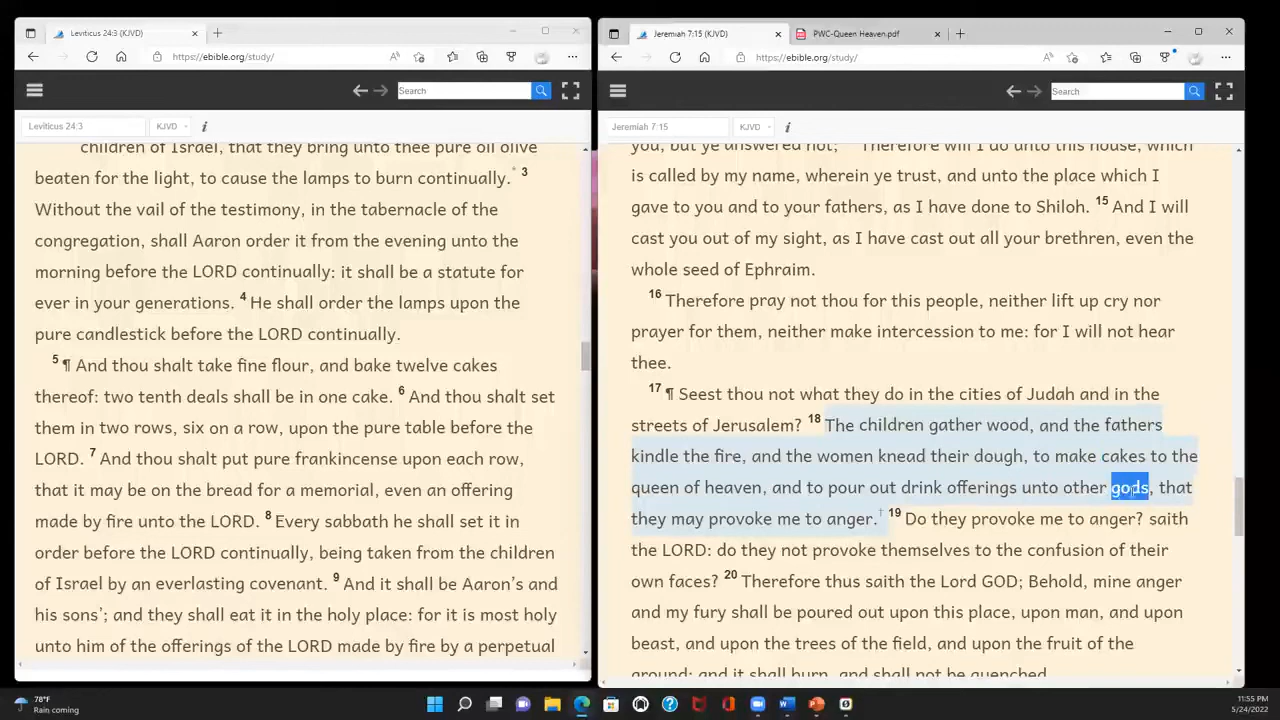 Leviticus 24:3 (KJVD)
https://ebible.org/study/
Search
Leviticus 24:3
KJVD
i
children of Israel, that they bring unto thee pure oil olive
beaten for the light, to cause the lamps to burn continually.* 3
Without the vail of the testimony, in the tabernacle of the
congregation, shall Aaron order it from the evening unto the
morning before the LORD continually: it shall be a statute for
ever in your generations. 4 He shall order the lamps upon the
pure candlestick before the LORD continually.
5 ¶ And thou shalt take fine flour, and bake twelve cakes
thereof: two tenth deals shall be in one cake. 6 And thou shalt set
them in two rows, six on a row, upon the pure table before the
LORD. 7 And thou shalt put pure frankincense upon each row,
that it may be on the bread for a memorial, even an offering
made by fire unto the LORD. 8 Every sabbath he shall set it in
order before the LORD continually, being taken from the children
of Israel by an everlasting covenant. 9 And it shall be Aaron's and
his sons'; and they shall eat it in the holy place: for it is most holy
unto him of the offerings of the LORD made by fire by a perpetual
Jeremiah 7:15 (KJVD)
PWC-Queen Heaven.pdf
https://ebible.org/study/
Search
Jeremiah 7:15
KJVD
i
you, but ye answered not; Therefore will I do unto this house, which
is called by my name, wherein ye trust, and unto the place which I
gave to you and to your fathers, as I have done to Shiloh. 15 And I will
cast you out of my sight, as I have cast out all your brethren, even the
whole seed of Ephraim.
16 Therefore pray not thou for this people, neither lift up cry nor
prayer for them, neither make intercession to me: for I will not hear
thee.
17 ¶ Seest thou not what they do in the cities of Judah and in the
streets of Jerusalem? 18 The children gather wood, and the fathers
kindle the fire, and the women knead their dough, to make cakes to the
queen of heaven, and to pour out drink offerings unto other gods, that
they may provoke me to anger.† 19 Do they provoke me to anger? saith
the LORD: do they not provoke themselves to the confusion of their
own faces? 20 Therefore thus saith the Lord GOD; Behold, mine anger
and my fury shall be poured out upon this place, upon man, and upon
beast, and upon the trees of the field, and upon the fruit of the
ground; and it shall burn, and shall not be quenched.
78°F
Rain coming
11:55 PM
5/24/2022